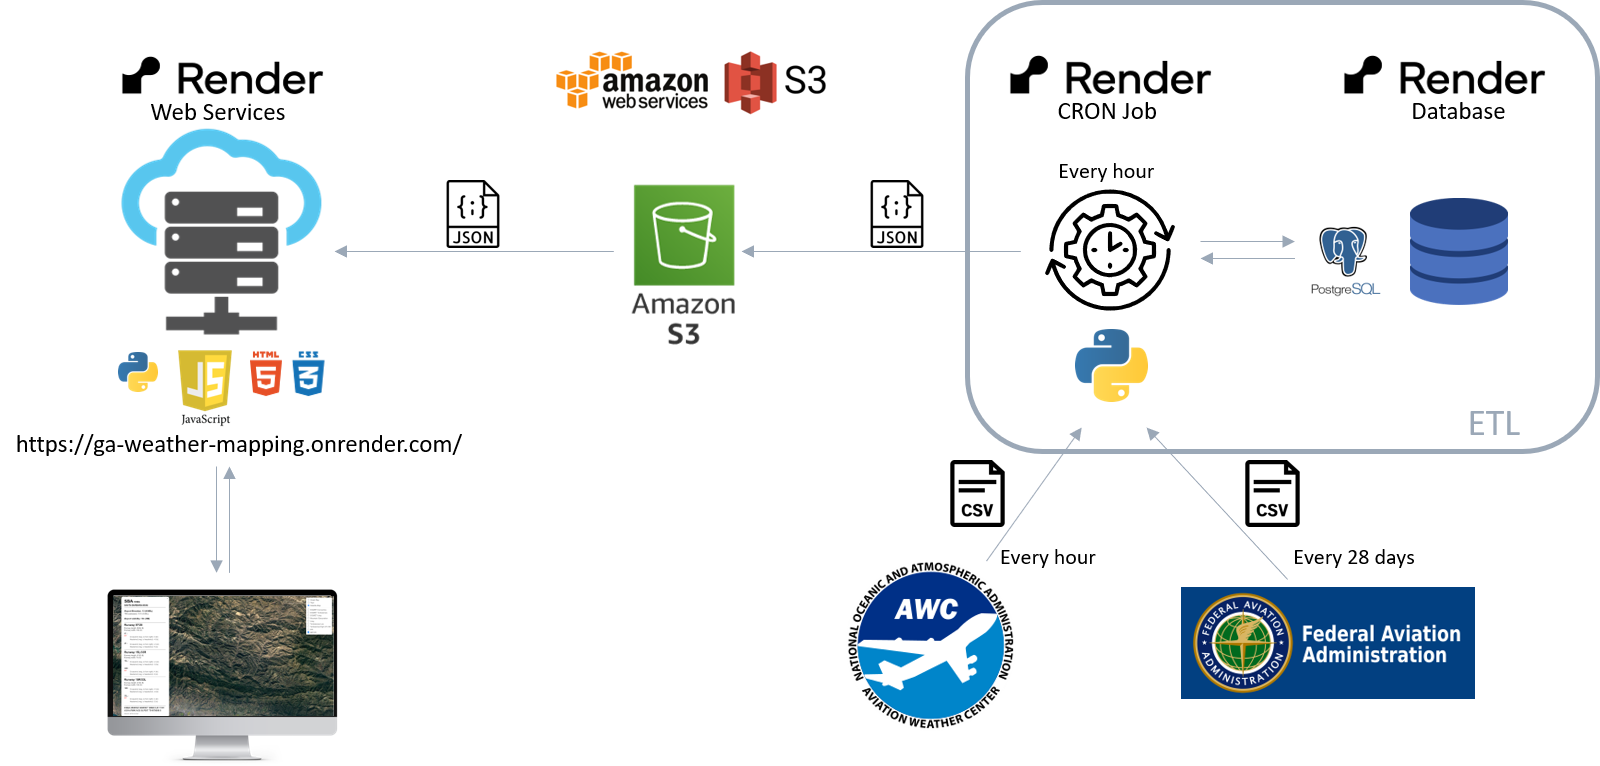 Render
Web Services
amazon
web services
S3
Render
CRON Job
Render
Database
Every hour
{;}
JSON
{;}
JSON
Amazon
S3
PostgreSQL
HTML
5
CSS
3
JS
JavaScript
https://ga-weather-mapping.onrender.com/
ETL
CSV
CSV
Every hour
Every 28 days
NATIONAL OCEANIC AND ATMOSPHERIC ADMINISTRATION
AWC
AVIATION WEATHER CENTER
FEDERAL AVIATION
ADMINISTRATION
Federal Aviation
Administration